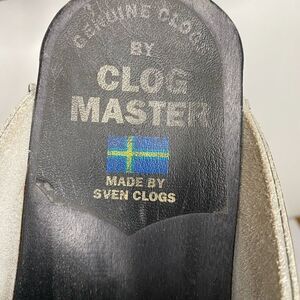 GENUINE CLOGS
BY
CLOG
MASTER
MADE BY
SVEN CLOGS